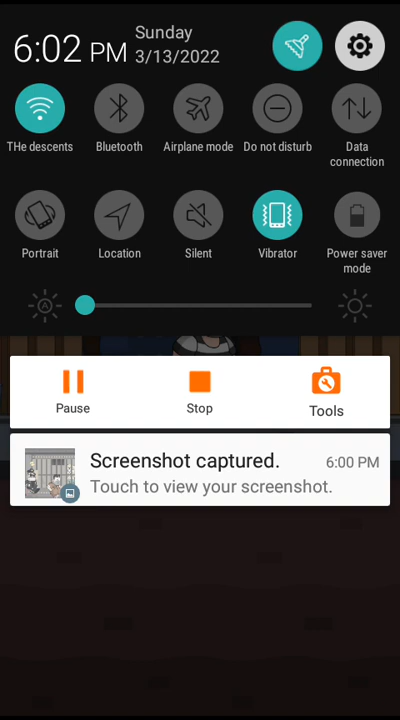 6:02 PM
Sunday
3/13/2022
THe descents
Bluetooth
Airplane mode
Do not disturb
Data
connection
Portrait
Location
Silent
Vibrator
Power saver
mode
A
Pause
Stop
Tools
Screenshot captured.
6:00 PM
Touch to view your screenshot.